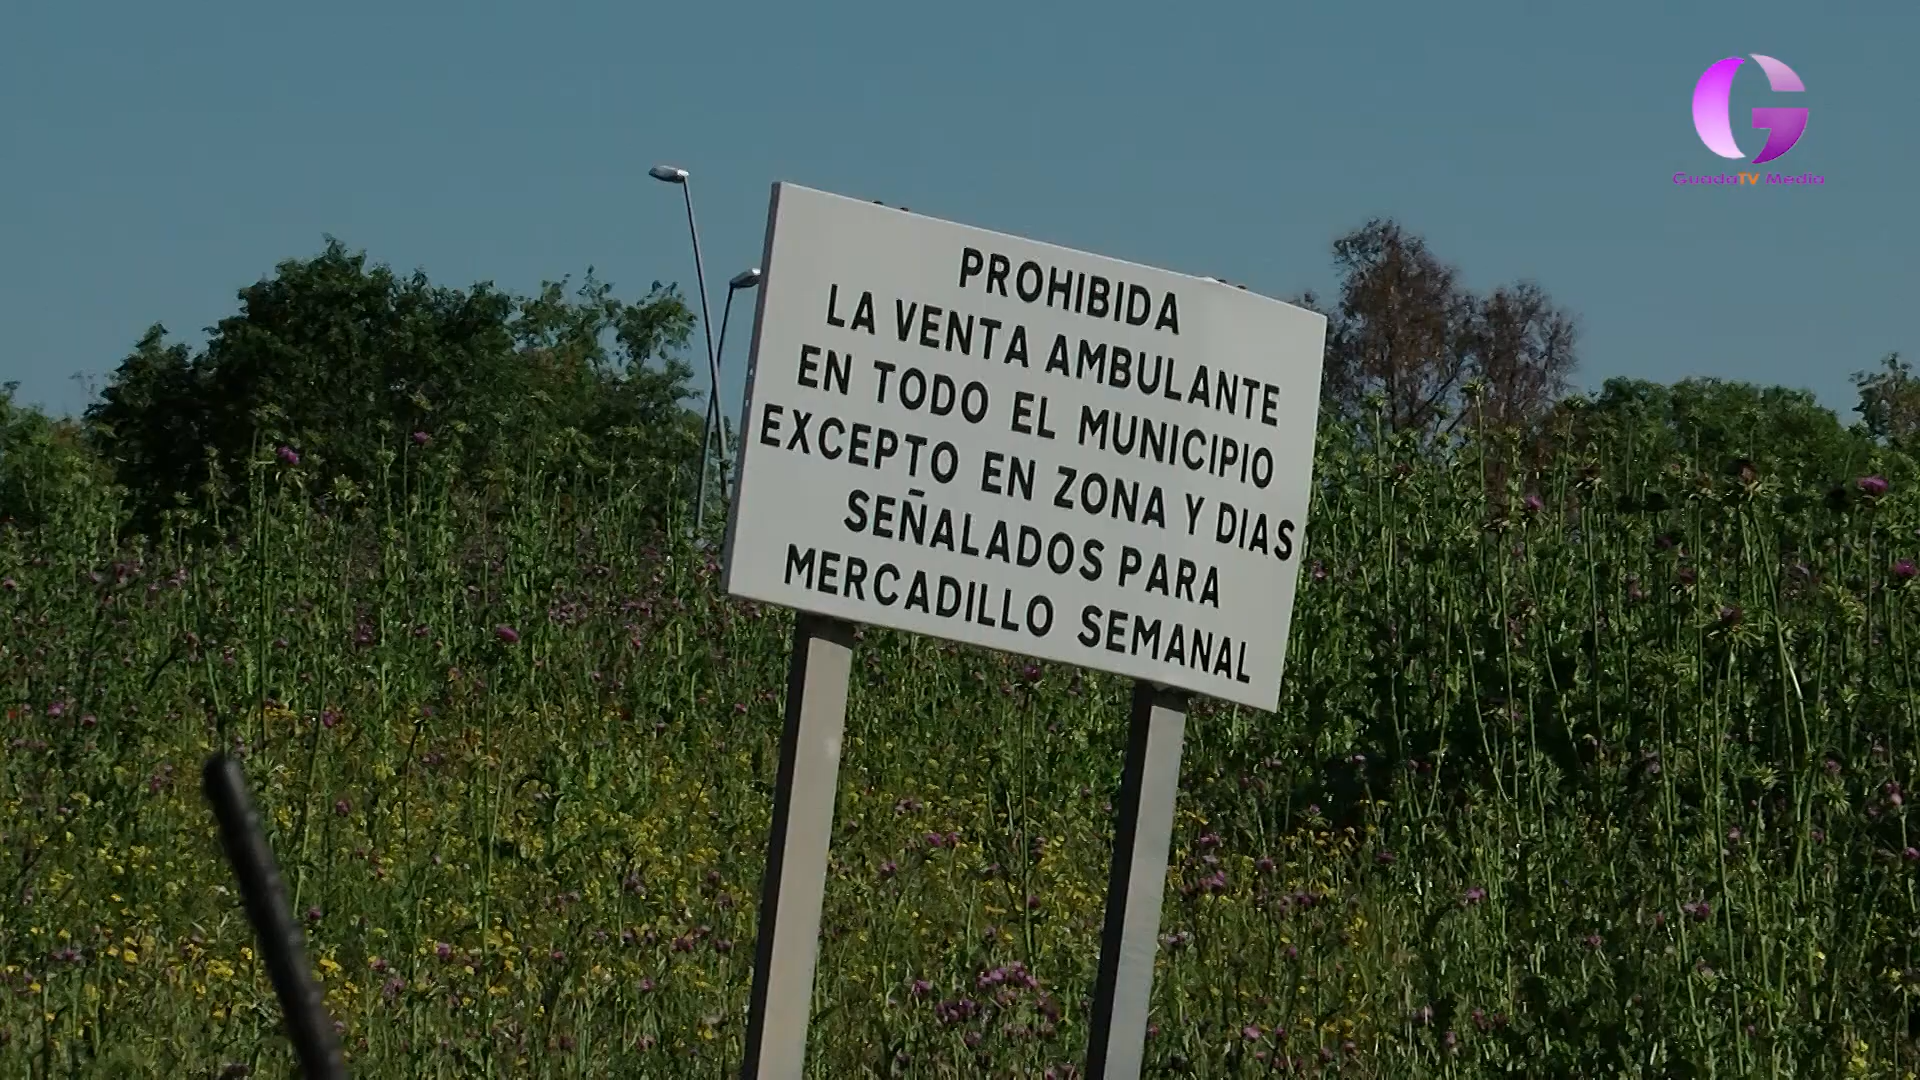 PROHIBIDA
LA VENTA AMBULANTE
EN TODO EL MUNICIPIO
EXCEPTO EN ZONA Y DIAS
SEÑALADOS PARA
MERCADILLO SEMANAL
GuadaTV Media